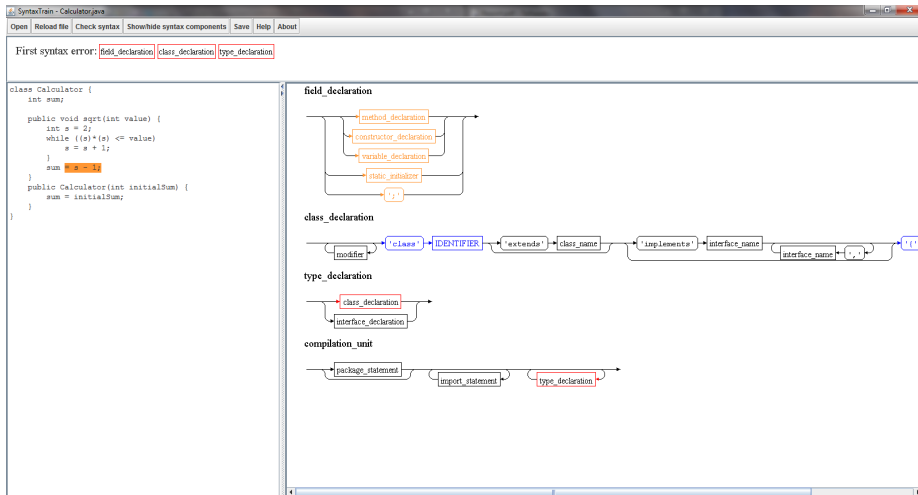 SyntaxTrain - Calculator.java
Open Reload file Check syntax Show/hide syntax components Save Help About
First syntax error: field_declaration class_declaration type_declaration
class Calculator {
int sum;
public void sqrt(int value) {
int s = 2;
while ((s)*(s) <= value)
s = s + 1;
}
sum = s - 1;
}
public Calculator(int initialSum) {
sum = initialSum;
}
}
field_declaration
method_declaration
constructor_declaration
variable_declaration
static_initializer
';'
class_declaration
modifier 'class' IDENTIFIER 'extends' class_name 'implements' interface_name interface_name ',' '{'
type_declaration
class_declaration
interface_declaration
compilation_unit
package_statement import_statement type_declaration